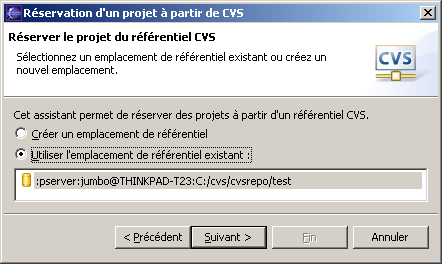 Réservation d'un projet à partir de CVS
Réserver le projet du référentiel CVS
Sélectionnez un emplacement de référentiel existant ou créez un
nouvel emplacement.
CVS
Cet assistant permet de réserver des projets à partir d'un référentiel CVS.
Créer un emplacement de référentiel
Utiliser l'emplacement de référentiel existant :
:pserver:jumbo@THINKPAD-T23:C:/cvs/cvsrepo/test
< Précédent
Suivant >
Fin
Annuler